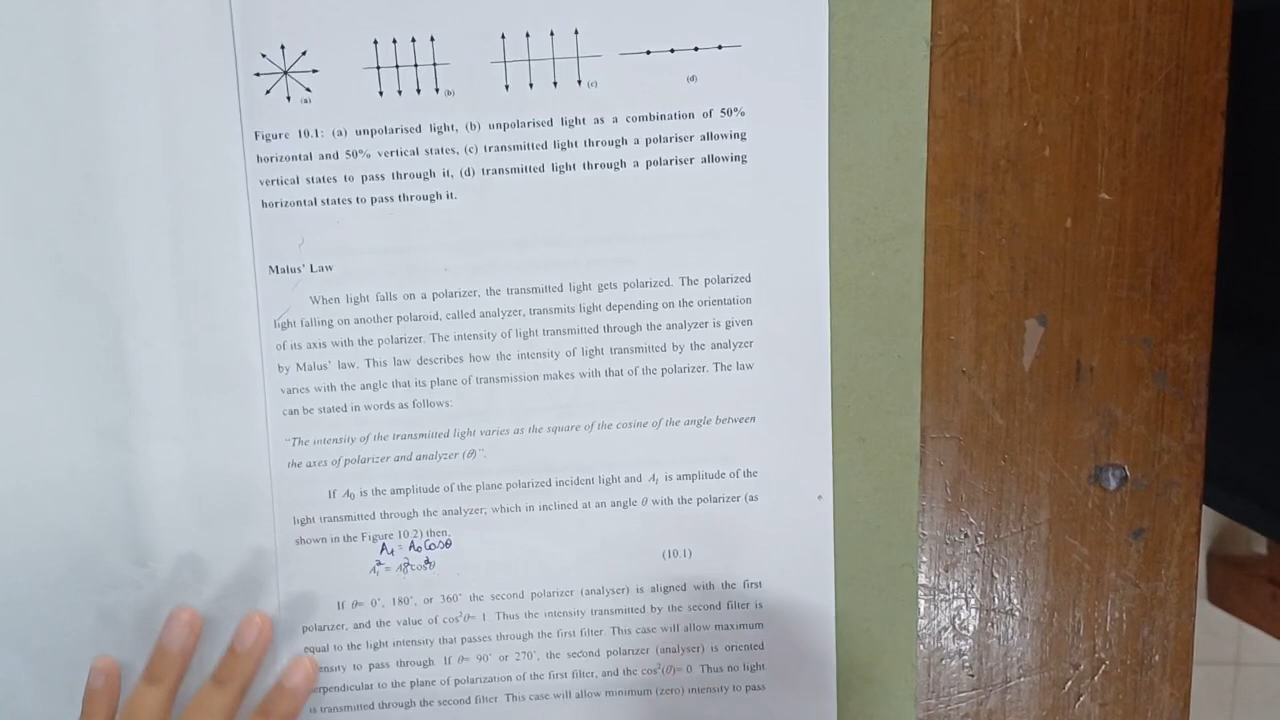 (a) (b) (c) (d)
Figure 10.1: (a) unpolarised light, (b) unpolarised light as a combination of 50%
horizontal and 50% vertical states, (c) transmitted light through a polariser allowing
vertical states to pass through it, (d) transmitted light through a polariser allowing
horizontal states to pass through it.
Malus' Law
When light falls on a polarizer, the transmitted light gets polarized. The polarized
light falling on another polaroid, called analyzer, transmits light depending on the orientation
of its axis with the polarizer. The intensity of light transmitted through the analyzer is given
by Malus' law. This law describes how the intensity of light transmitted by the analyzer
varies with the angle that its plane of transmission makes with that of the polarizer. The law
can be stated in words as follows:
"The intensity of the transmitted light varies as the square of the cosine of the angle between
the axes of polarizer and analyzer (θ)".
If A₀ is the amplitude of the plane polarized incident light and Aₜ is amplitude of the
light transmitted through the analyzer; which in inclined at an angle θ with the polarizer (as
shown in the Figure 10.2) then,
Aₜ = A₀ Cosθ
Aₜ² = A₀² cos²θ (10.1)
If θ= 0°, 180°, or 360° the second polarizer (analyser) is aligned with the first
polarizer, and the value of cos²θ= 1. Thus the intensity transmitted by the second filter is
equal to the light intensity that passes through the first filter. This case will allow maximum
ensity to pass through. If θ= 90° or 270°, the second polarizer (analyser) is oriented
erpendicular to the plane of polarization of the first filter, and the cos²(θ)= 0. Thus no light
is transmitted through the second filter. This case will allow minimum (zero) intensity to pass